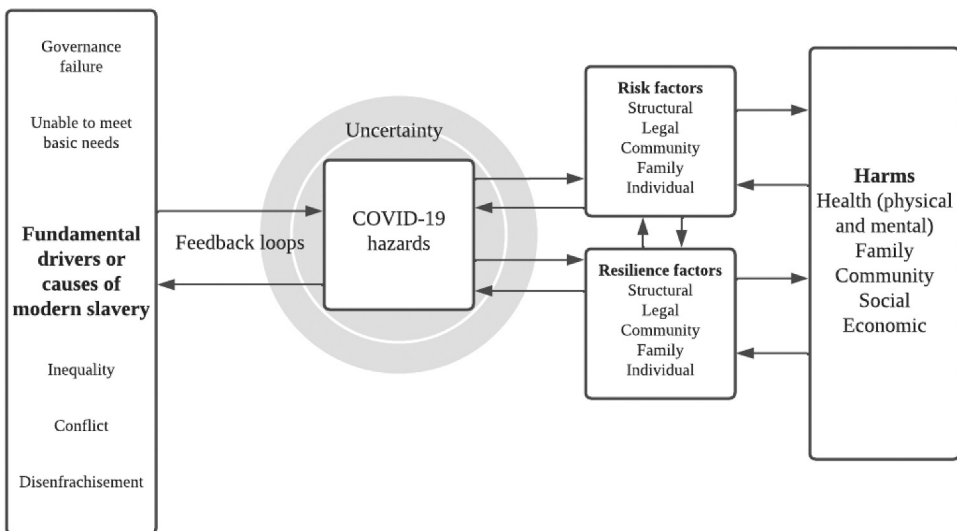 Governance
failure
Unable to meet
basic needs
Fundamental
drivers or
causes of
modern slavery
Inequality
Conflict
Disenfrachisement
Uncertainty
Feedback loops
COVID-19
hazards
Risk factors
Structural
Legal
Community
Family
Individual
Resilience factors
Structural
Legal
Community
Family
Individual
Harms
Health (physical
and mental)
Family
Community
Social
Economic